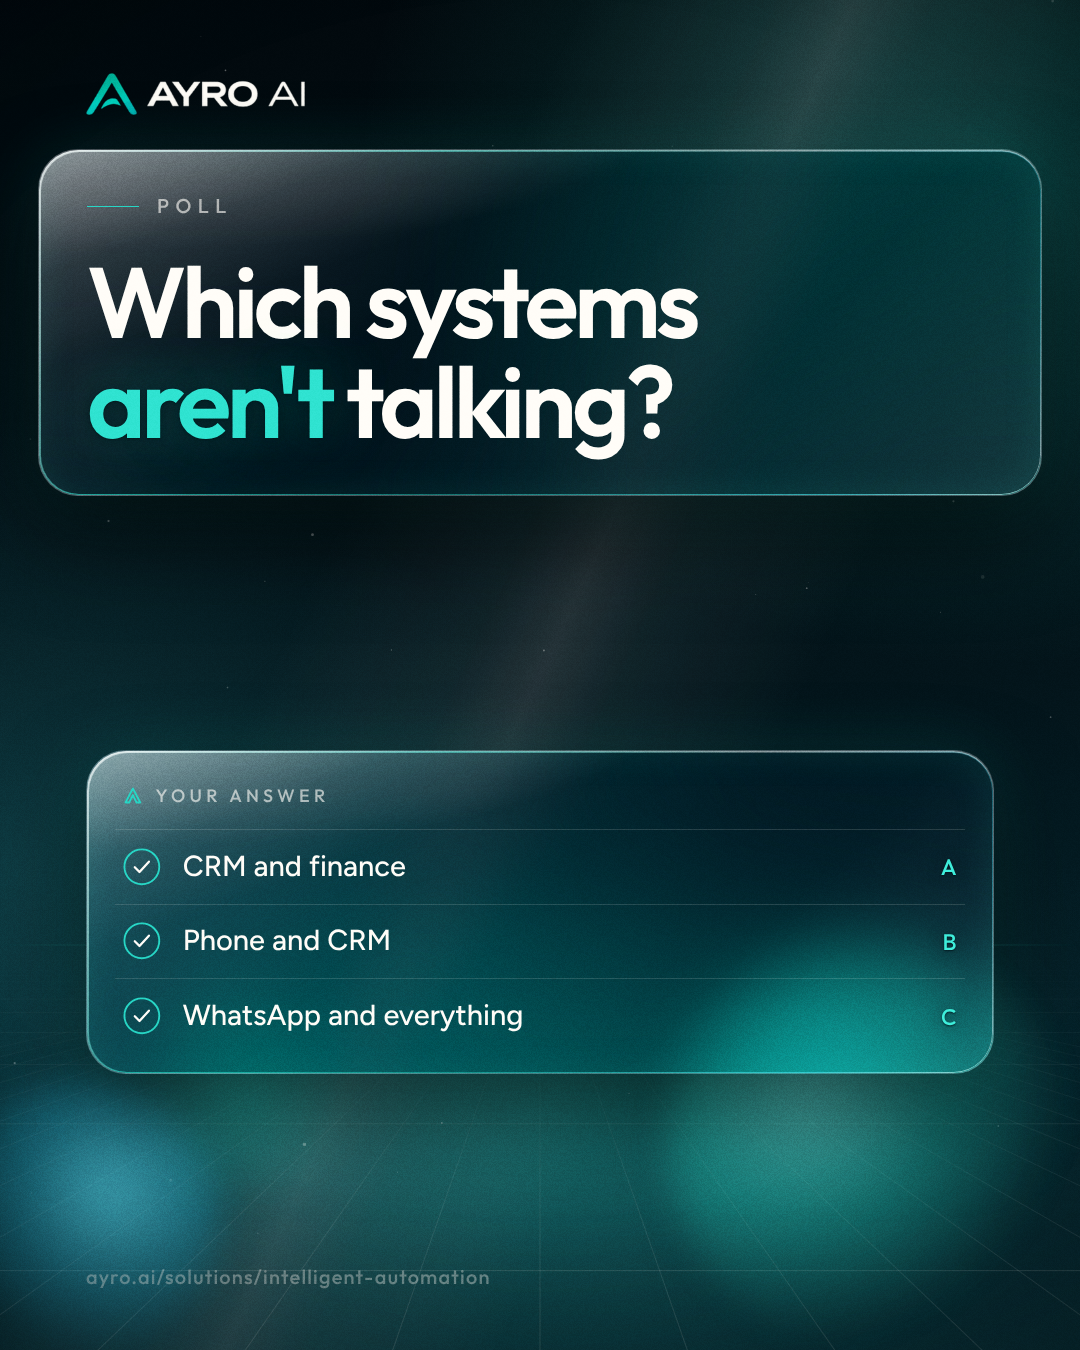 AYRO AI
POLL
Which systems
aren't talking?
YOUR ANSWER
CRM and finance A
Phone and CRM B
WhatsApp and everything C
ayro.ai/solutions/intelligent-automation